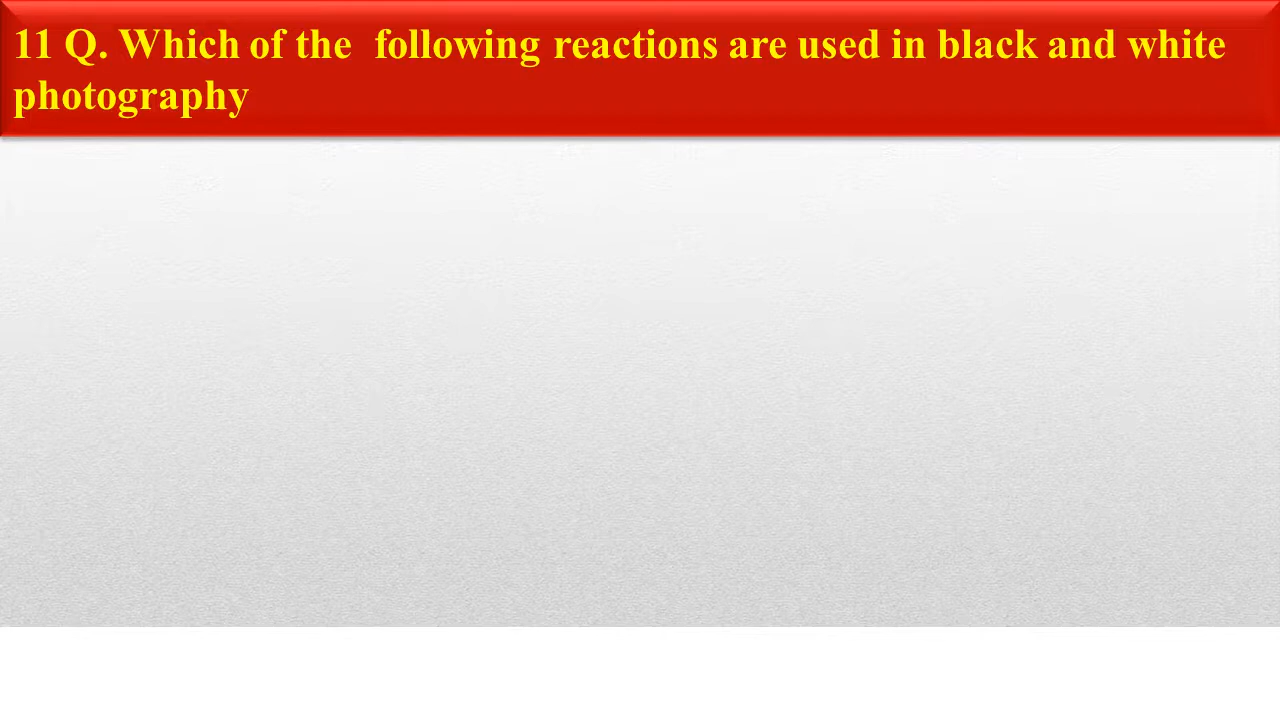 11 Q. Which of the  following reactions are used in black and white
photography